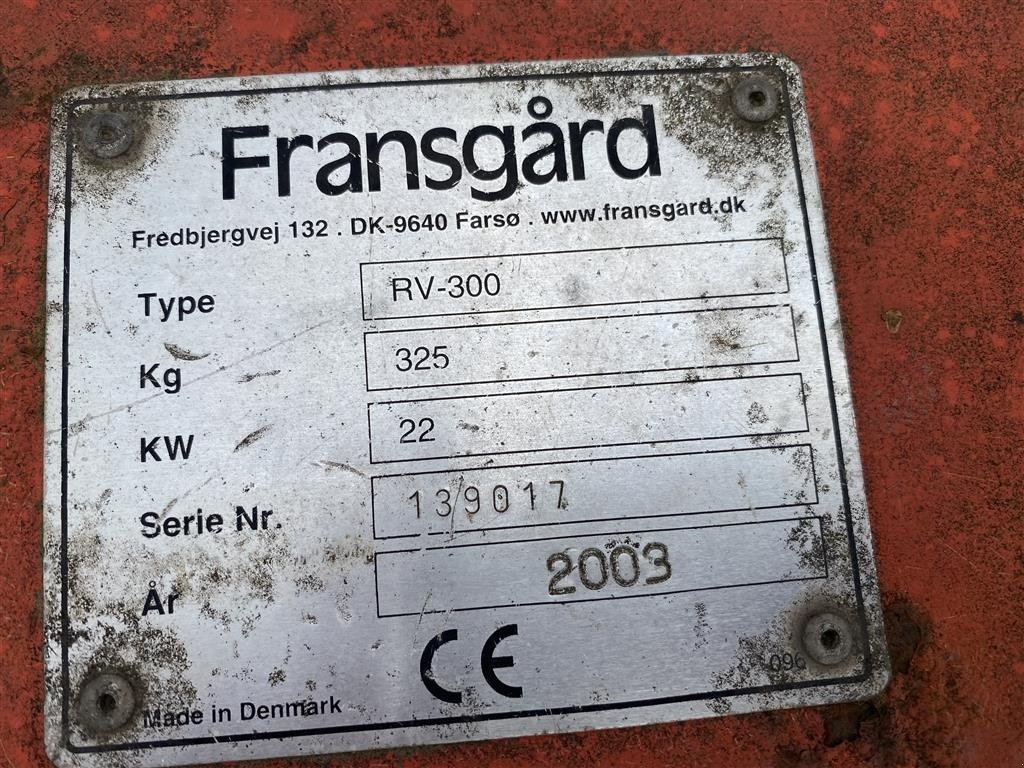 Fransgård
Fredbjergvej 132 . DK-9640 Farsø . www.fransgard.dk
Type RV-300
Kg 325
KW 22
Serie Nr. 139017
År 2003
CE
Made in Denmark